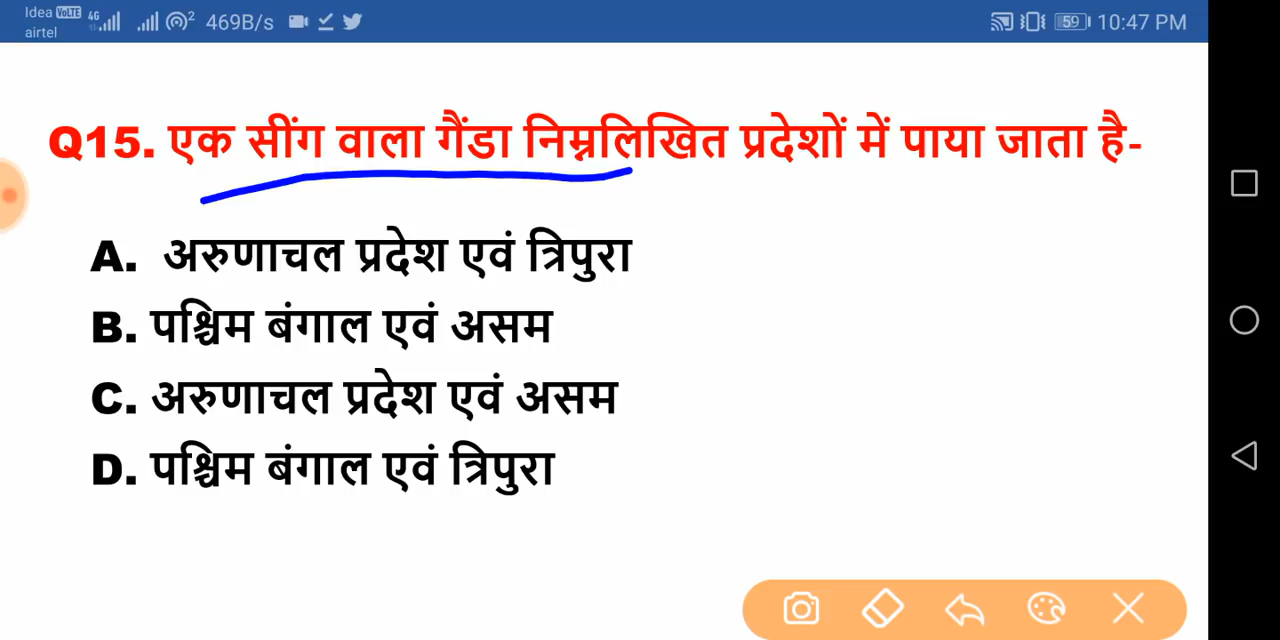 Idea VoLTE 4G 2 469B/s 59 10:47 PM
airtel
Q15. एक सींग वाला गैंडा निम्नलिखित प्रदेशों में पाया जाता है-
A. अरुणाचल प्रदेश एवं त्रिपुरा
B. पश्चिम बंगाल एवं असम
C. अरुणाचल प्रदेश एवं असम
D. पश्चिम बंगाल एवं त्रिपुरा